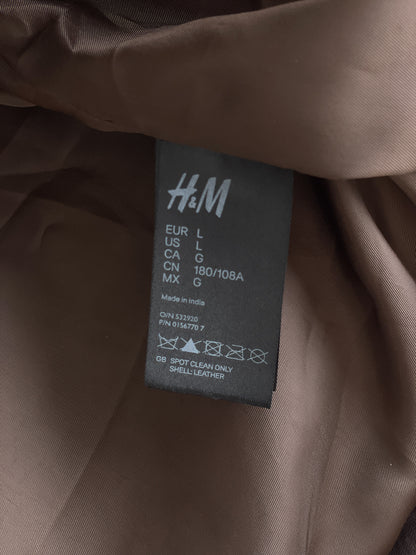 H&M
EUR L
US L
CA G
CN 180/108A
MX G
Made in India
O/N 532920
P/N 0156770 7
GB SPOT CLEAN ONLY
SHELL: LEATHER